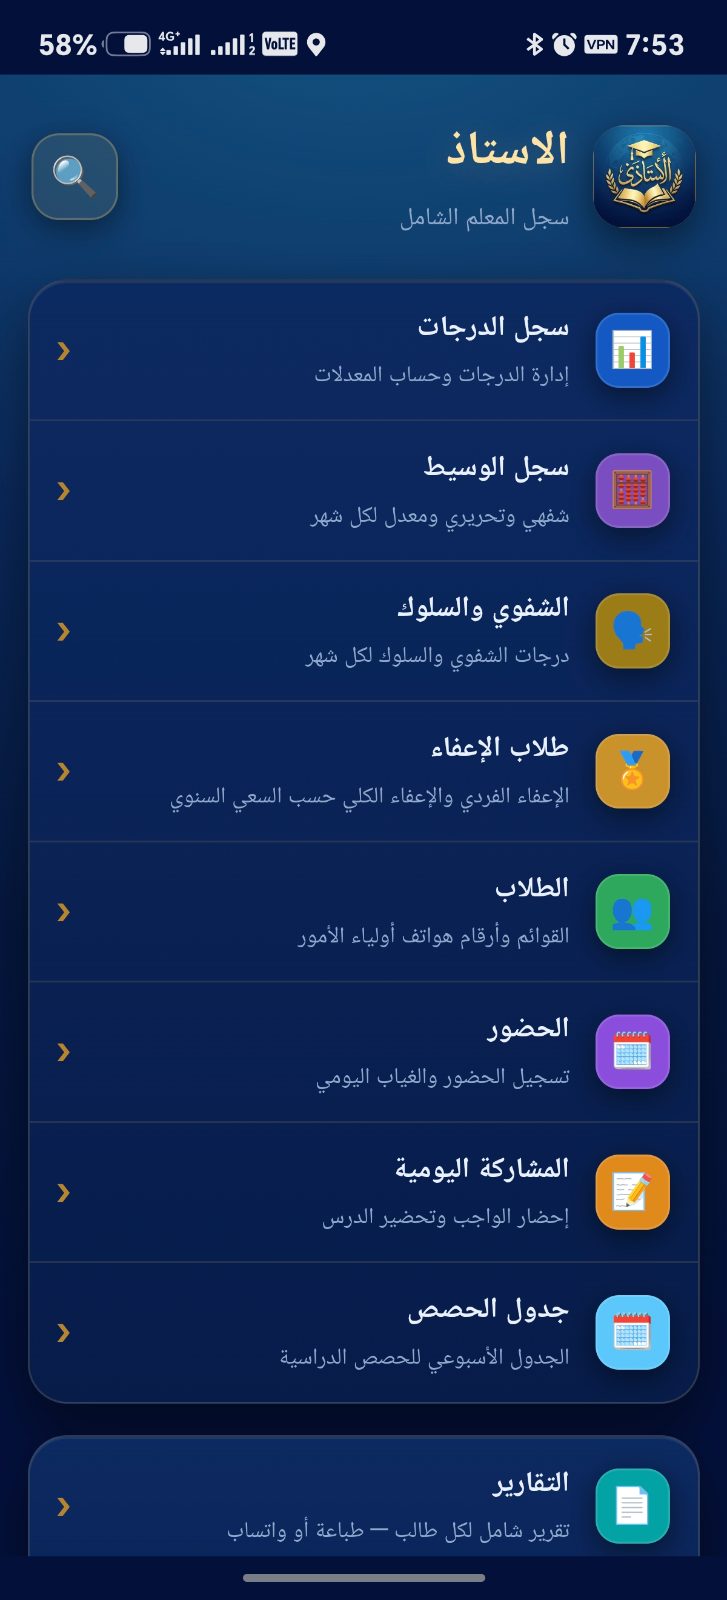 58% 4G+ 1 2 VoLTE VPN 7:53
الأستاذي
الاستاذ
سجل المعلم الشامل
سجل الدرجات
إدارة الدرجات وحساب المعدلات
سجل الوسيط
شفهي وتحريري ومعدل لكل شهر
الشفوي والسلوك
درجات الشفوي والسلوك لكل شهر
طلاب الإعفاء
الإعفاء الفردي والإعفاء الكلي حسب السعي السنوي
الطلاب
القوائم وأرقام هواتف أولياء الأمور
الحضور
تسجيل الحضور والغياب اليومي
المشاركة اليومية
إحضار الواجب وتحضير الدرس
جدول الحصص
الجدول الأسبوعي للحصص الدراسية
التقارير
تقرير شامل لكل طالب — طباعة أو واتساب